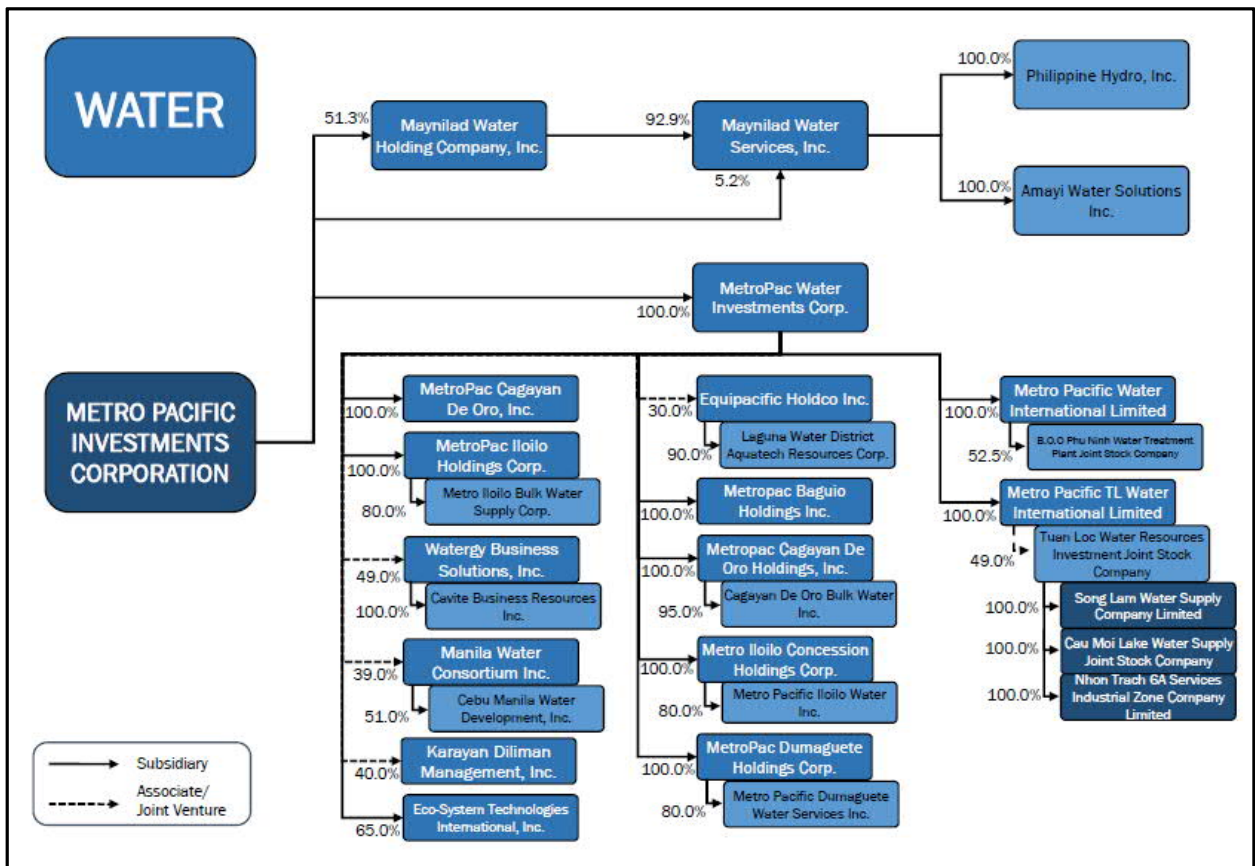 WATER
51.3%
Maynilad Water
Holding Company, Inc.
92.9%
Maynilad Water
Services, Inc.
5.2%
100.0%
Philippine Hydro, Inc.
100.0%
Amayi Water Solutions
Inc.
METRO PACIFIC
INVESTMENTS
CORPORATION
100.0%
MetroPac Water
Investments Corp.
100.0%
MetroPac Cagayan
De Oro, Inc.
100.0%
MetroPac Iloilo
Holdings Corp.
80.0%
Metro Iloilo Bulk Water
Supply Corp.
49.0%
Watergy Business
Solutions, Inc.
100.0%
Cavite Business Resources
Inc.
39.0%
Manila Water
Consortium Inc.
51.0%
Cebu Manila Water
Development, Inc.
40.0%
Karayan Diliman
Management, Inc.
65.0%
Eco-System Technologies
International, Inc.
30.0%
Equipacific Holdco Inc.
90.0%
Laguna Water District
Aquatech Resources Corp.
100.0%
Metropac Baguio
Holdings Inc.
100.0%
Metropac Cagayan De
Oro Holdings, Inc.
95.0%
Cagayan De Oro Bulk Water
Inc.
100.0%
Metro Iloilo Concession
Holdings Corp.
80.0%
Metro Pacific Iloilo Water
Inc.
100.0%
MetroPac Dumaguete
Holdings Corp.
80.0%
Metro Pacific Dumaguete
Water Services Inc.
100.0%
Metro Pacific Water
International Limited
52.5%
B.O.O Phu Ninh Water Treatment
Plant Joint Stock Company
100.0%
Metro Pacific TL Water
International Limited
49.0%
Tuan Loc Water Resources
Investment Joint Stock
Company
100.0%
Song Lam Water Supply
Company Limited
100.0%
Cau Moi Lake Water Supply
Joint Stock Company
100.0%
Nhon Trach 6A Services
Industrial Zone Company
Limited
Subsidiary
Associate/
Joint Venture